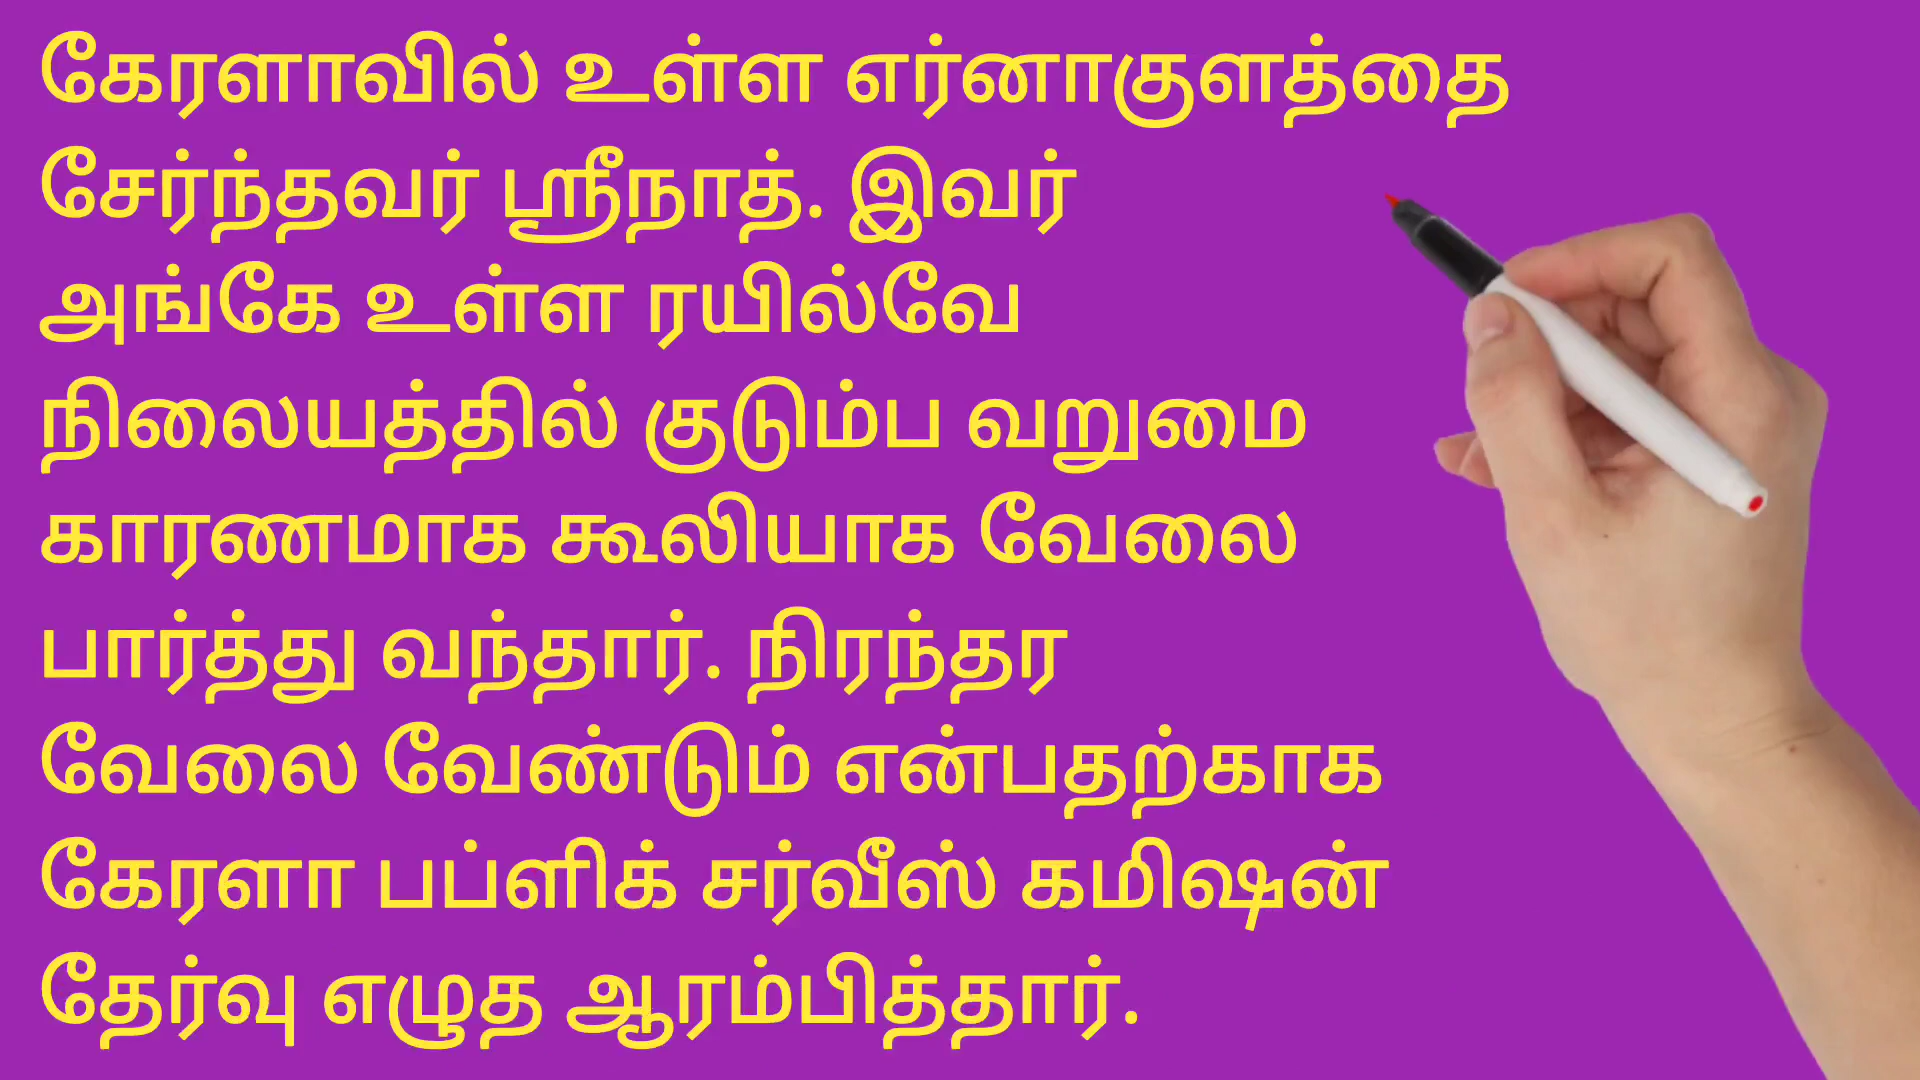 கேரளாவில் உள்ள எர்னாகுளத்தை
சேர்ந்தவர் ஸ்ரீநாத். இவர்
அங்கே உள்ள ரயில்வே
நிலையத்தில் குடும்ப வறுமை
காரணமாக கூலியாக வேலை
பார்த்து வந்தார். நிரந்தர
வேலை வேண்டும் என்பதற்காக
கேரளா பப்ளிக் சர்வீஸ் கமிஷன்
தேர்வு எழுத ஆரம்பித்தார்.